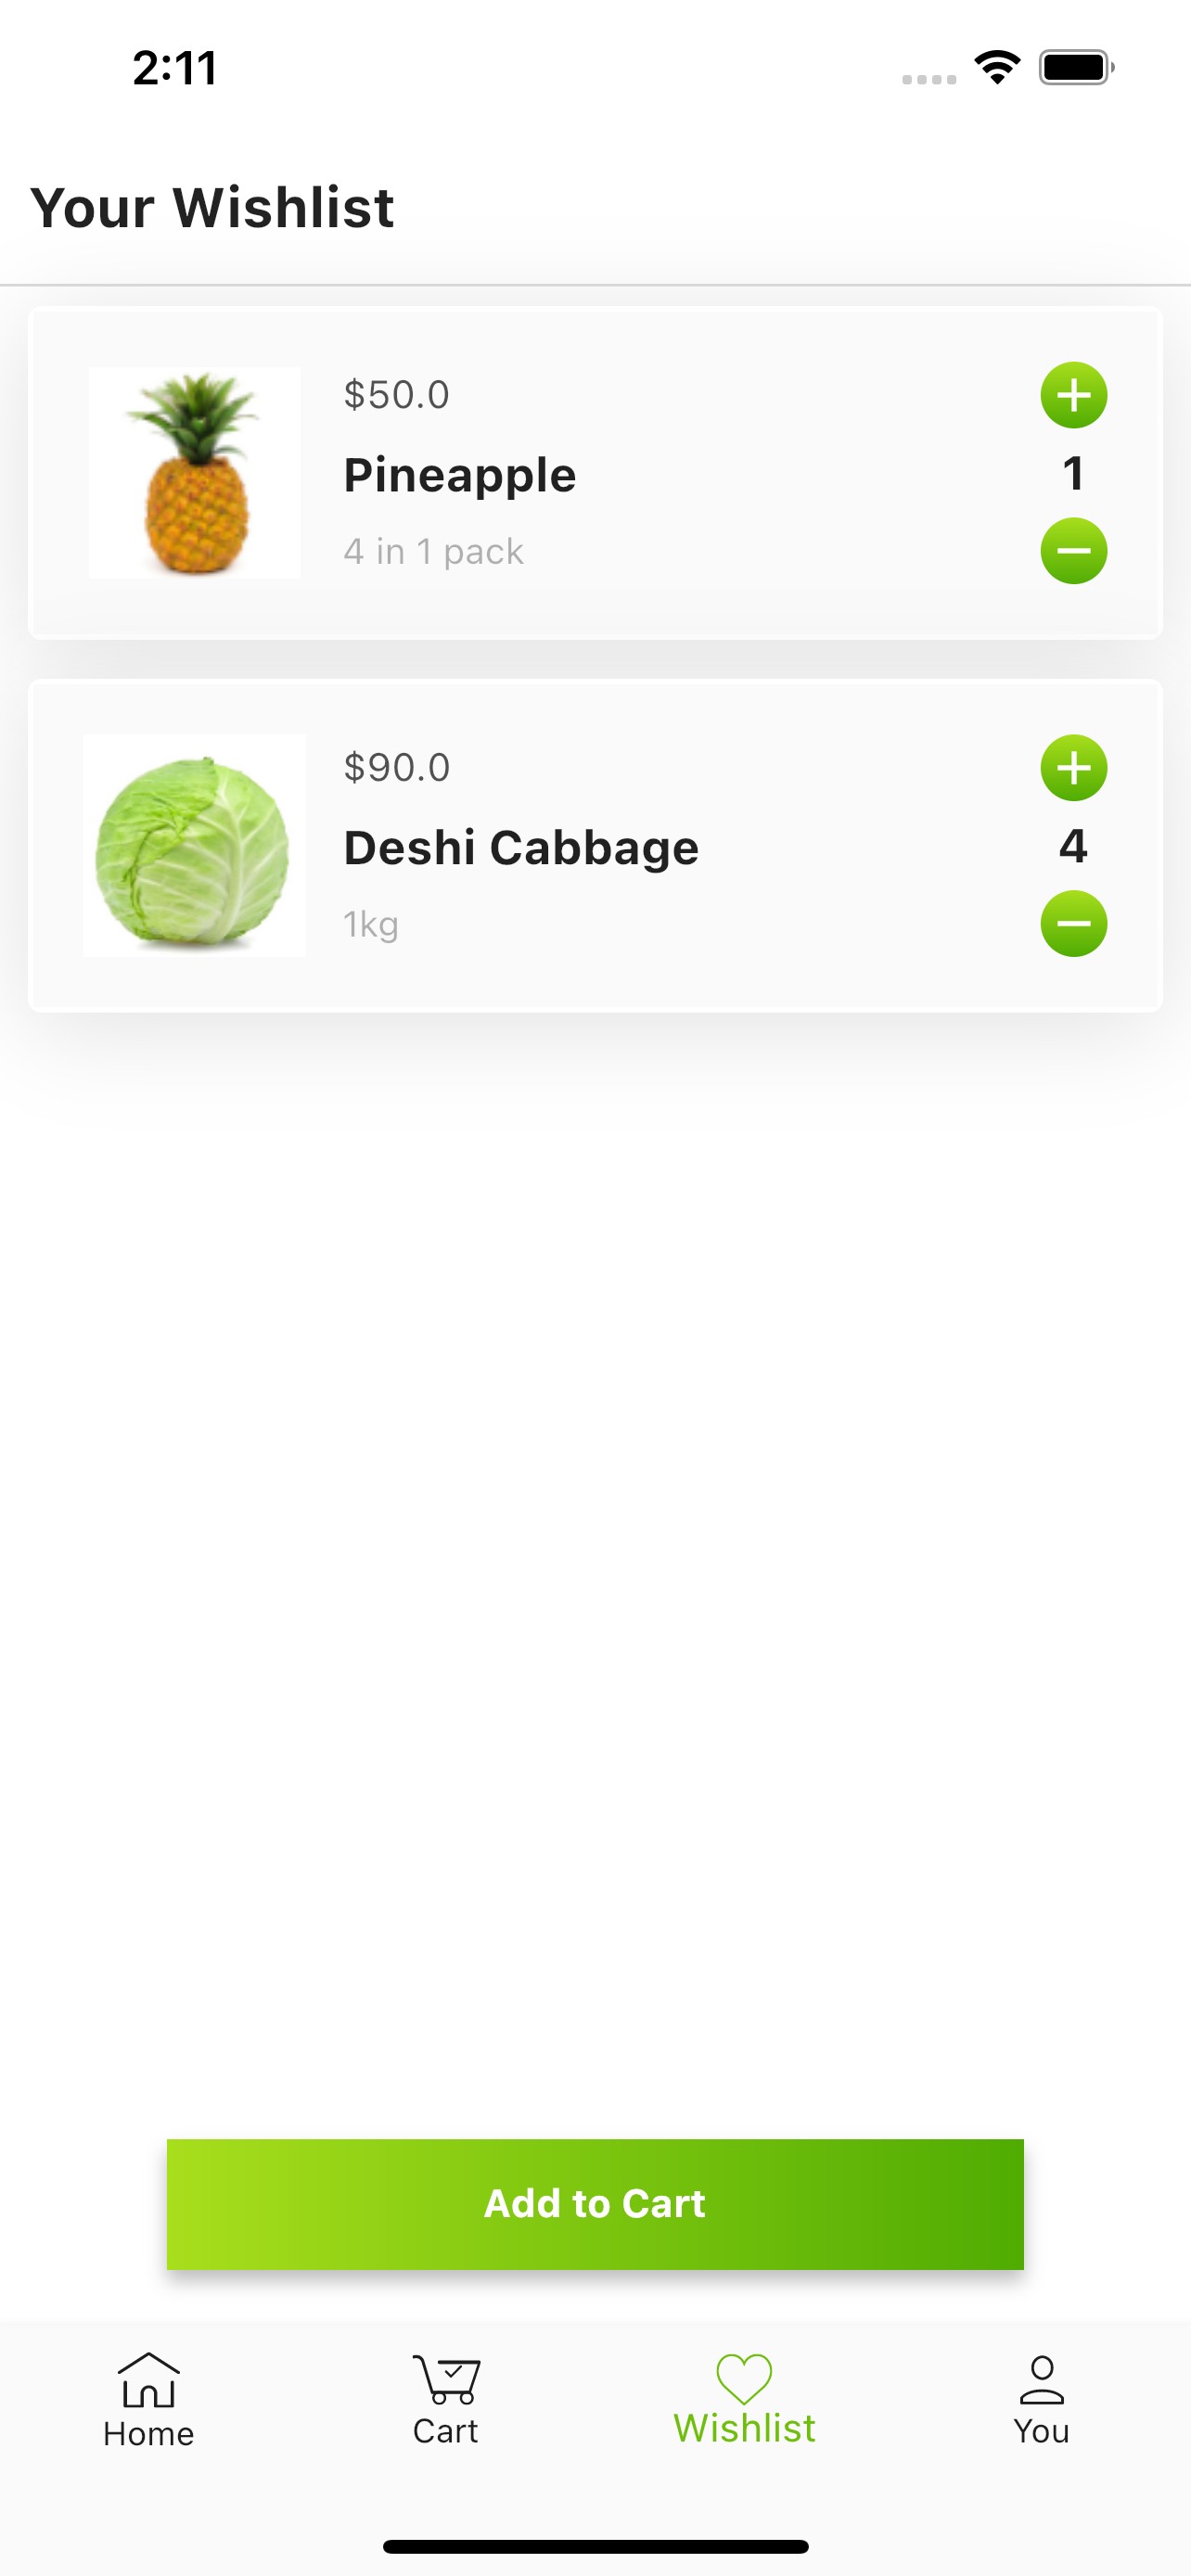 2:11
Your Wishlist
$50.0
Pineapple
1
4 in 1 pack
$90.0
Deshi Cabbage
4
1kg
Add to Cart
Home
Cart
Wishlist
You